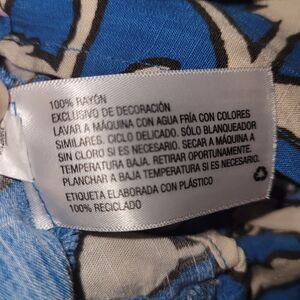 100% RAYÓN
EXCLUSIVO DE DECORACIÓN
LAVAR A MÁQUINA CON AGUA FRÍA CON COLORES
SIMILARES. CICLO DELICADO. SÓLO BLANQUEADOR
SIN CLORO SI ES NECESARIO. SECAR A MÁQUINA A
TEMPERATURA BAJA. RETIRAR OPORTUNAMENTE.
PLANCHAR A BAJA TEMPERATURA SI ES NECESARIO.
ETIQUETA ELABORADA CON PLÁSTICO
100% RECICLADO